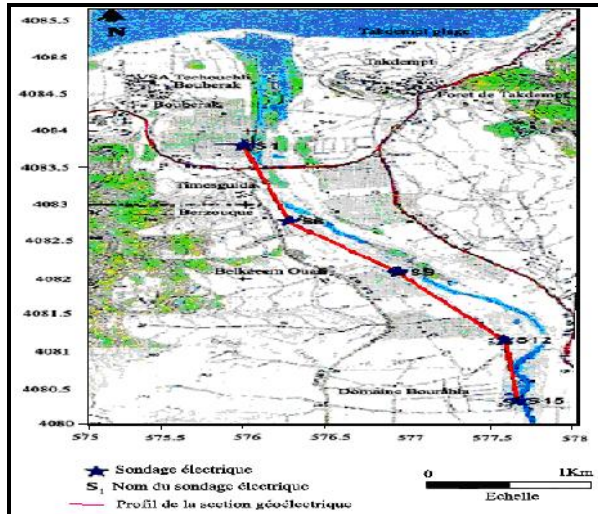 4085.5
N
Takdempt plage
4085
Takdempt
Bouberak
4084.5
Foret de Takdempt
Bouberak
4084
S1
4083.5
Timesguida
4083
Berzouque
S6
4082.5
4082
Belkacem
S9
4081.5
4081
S12
4080.5
Domaine Bourabia
S15
4080
575 575.5 576 576.5 577 577.5 578
Sondage électrique
S1 Nom du sondage électrique
Profil de la section géoélectrique
0 1Km
Echelle